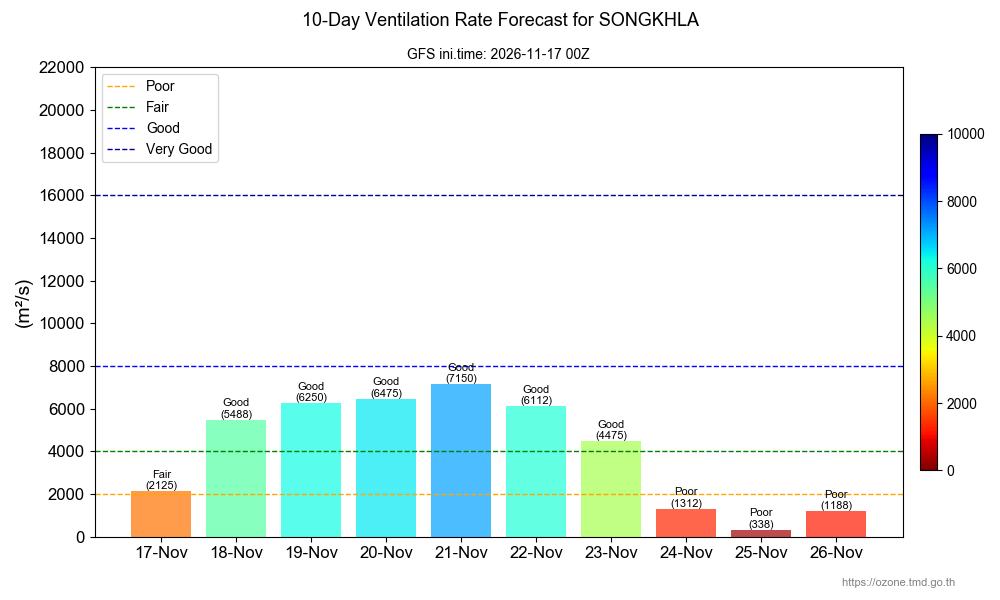 10-Day Ventilation Rate Forecast for SONGKHLA
GFS ini.time: 2026-11-17 00Z
(m²/s)
22000
20000
18000
16000
14000
12000
10000
8000
6000
4000
2000
0
Poor
Fair
Good
Very Good
Fair
(2125)
Good
(5488)
Good
(6250)
Good
(6475)
Good
(7150)
Good
(6112)
Good
(4475)
Poor
(1312)
Poor
(338)
Poor
(1188)
17-Nov
18-Nov
19-Nov
20-Nov
21-Nov
22-Nov
23-Nov
24-Nov
25-Nov
26-Nov
10000
8000
6000
4000
2000
0
https://ozone.tmd.go.th